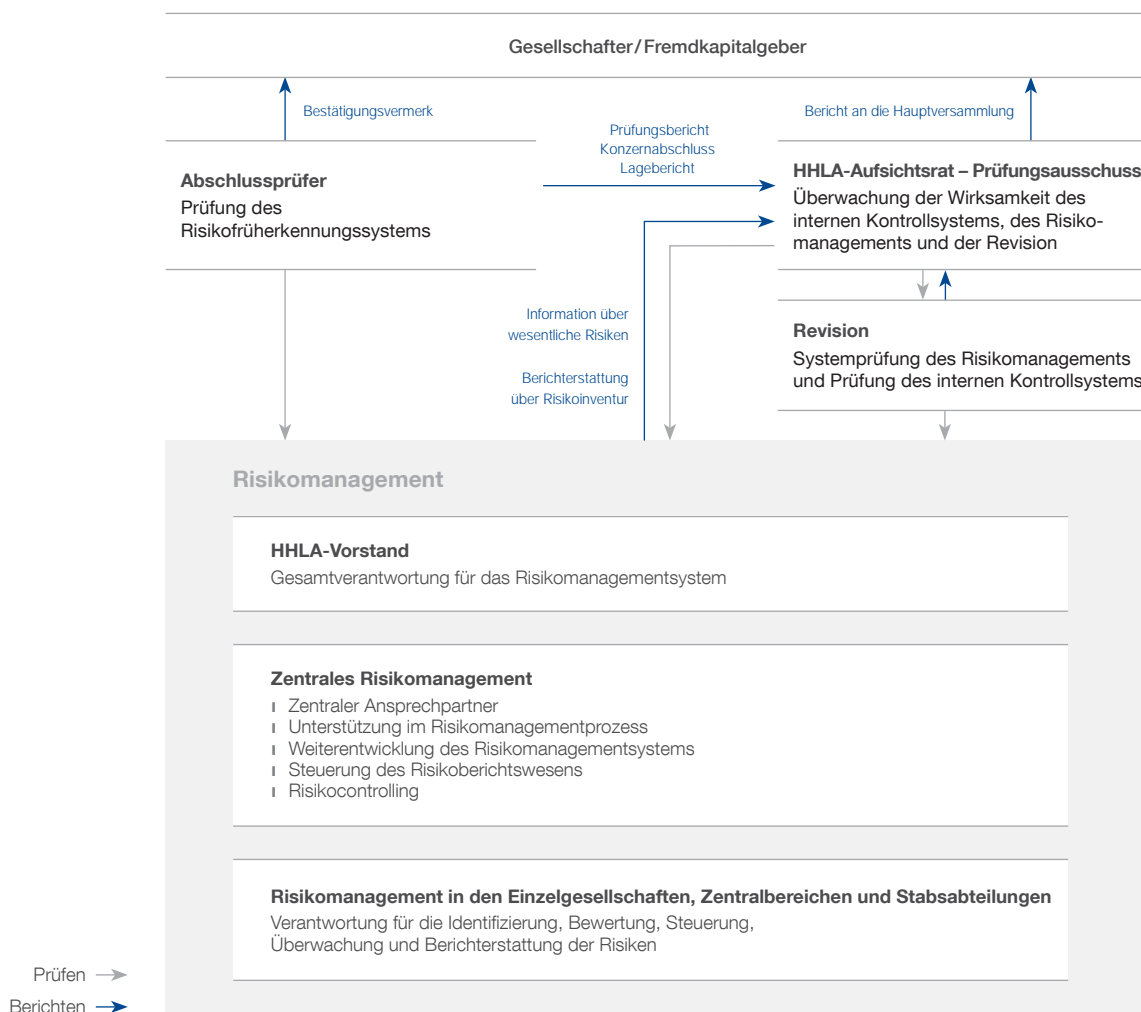 Gesellschafter/Fremdkapitalgeber
Bestätigungsvermerk
Prüfungsbericht
Konzernabschluss
Lagebericht
Bericht an die Hauptversammlung
Abschlussprüfer
Prüfung des
Risikofrüherkennungssystems
HHLA-Aufsichtsrat – Prüfungsausschuss
Überwachung der Wirksamkeit des
internen Kontrollsystems, des Risiko-
managements und der Revision
Information über
wesentliche Risiken
Berichterstattung
über Risikoinventur
Revision
Systemprüfung des Risikomanagements
und Prüfung des internen Kontrollsystems
Risikomanagement
HHLA-Vorstand
Gesamtverantwortung für das Risikomanagementsystem
Zentrales Risikomanagement
Zentraler Ansprechpartner
Unterstützung im Risikomanagementprozess
Weiterentwicklung des Risikomanagementsystems
Steuerung des Risikoberichtswesens
Risikocontrolling
Risikomanagement in den Einzelgesellschaften, Zentralbereichen und Stabsabteilungen
Verantwortung für die Identifizierung, Bewertung, Steuerung,
Überwachung und Berichterstattung der Risiken
Prüfen
Berichten